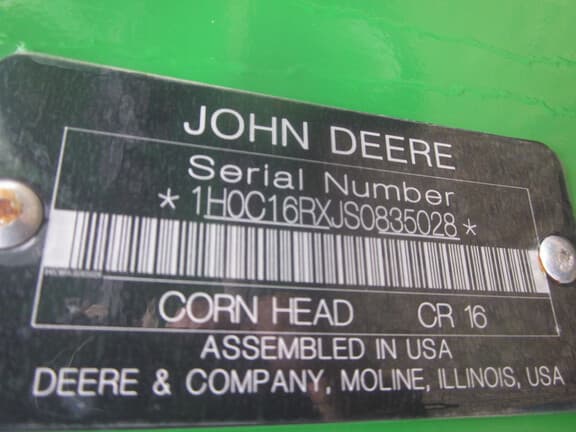 JOHN DEERE
Serial Number
* 1H0C16RXJS0835028 *
CORN HEAD CR 16
ASSEMBLED IN USA
DEERE & COMPANY, MOLINE, ILLINOIS, USA